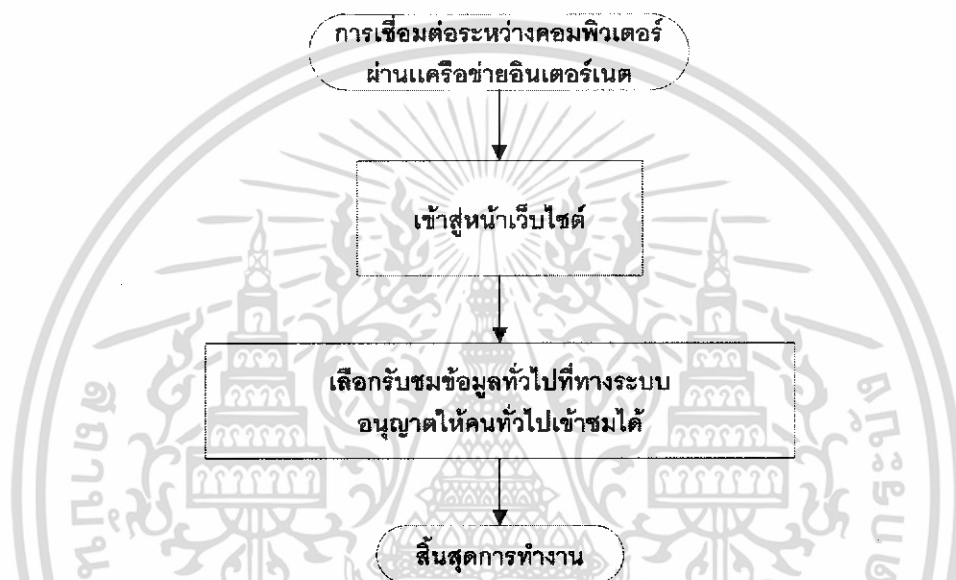 การเชื่อมต่อระหว่างคอมพิวเตอร์
ผ่านเครือข่ายอินเตอร์เนต
เข้าสู่หน้าเว็บไซต์
เลือกรับชมข้อมูลทั่วไปที่ทางระบบ
อนุญาตให้คนทั่วไปเข้าชมได้
สิ้นสุดการทำงาน